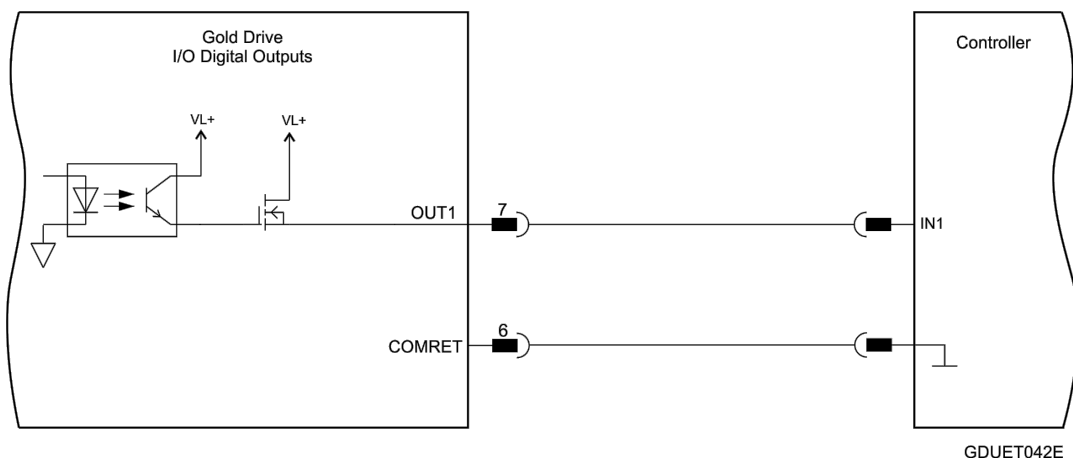 Gold Drive
I/O Digital Outputs
Controller
VL+
VL+
OUT1
7
IN1
COMRET
6
GDUET042E